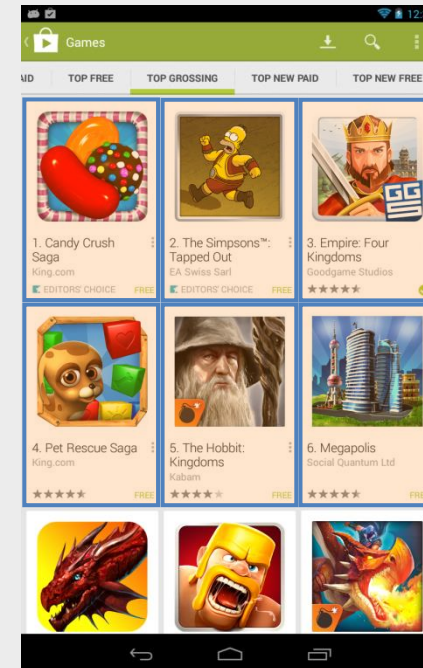 12:
Games
AID TOP FREE TOP GROSSING TOP NEW PAID TOP NEW FREE
1. Candy Crush
Saga
King.com
EDITORS' CHOICE FREE
2. The Simpsons™:
Tapped Out
EA Swiss Sarl
EDITORS' CHOICE FREE
3. Empire: Four
Kingdoms
Goodgame Studios
GG
4. Pet Rescue Saga
King.com
FREE
5. The Hobbit:
Kingdoms
Kabam
FREE
6. Megapolis
Social Quantum Ltd
FRE